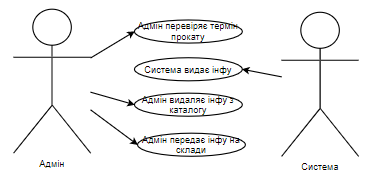 Адмін перевіряє термін
прокату
Система видає інфу
Адмін видаляє інфу з
каталогу
Адмін передає інфу на
склади
Адмін
Система